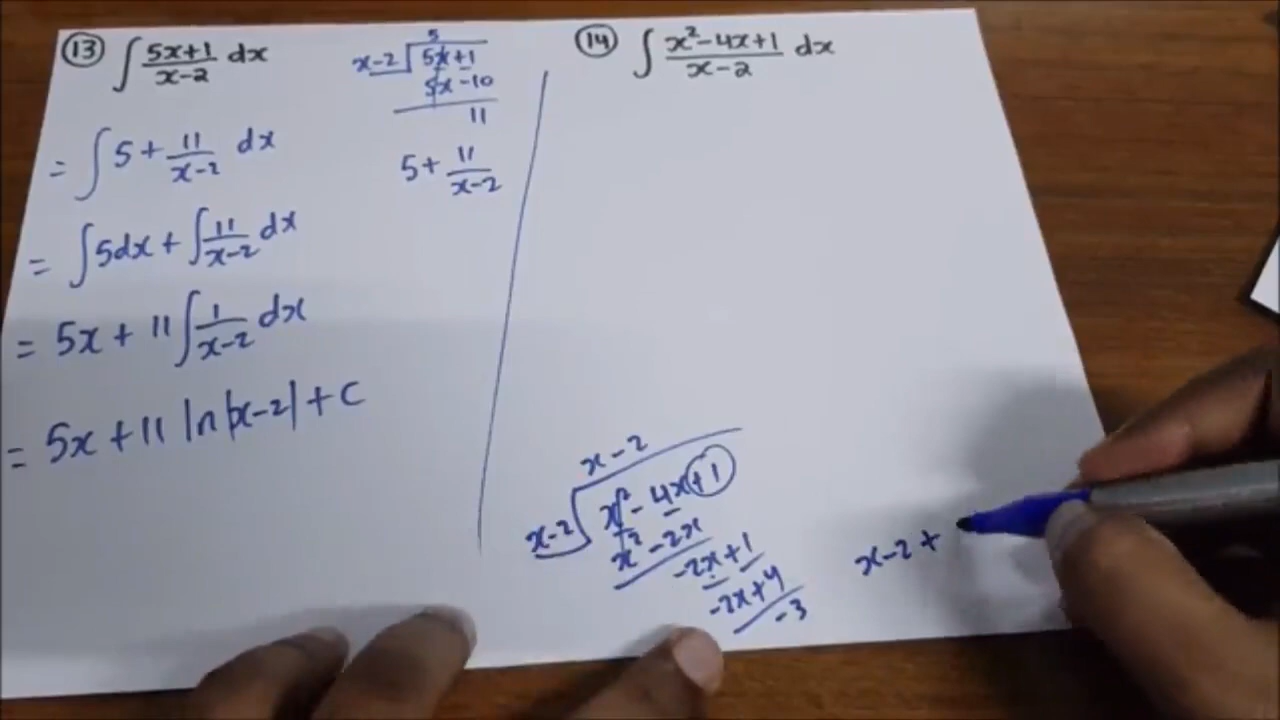 ⑬ ∫ 5x+1/x-2 dx
= ∫ 5 + 11/x-2 dx
= ∫ 5dx + ∫ 11/x-2 dx
= 5x + 11 ∫ 1/x-2 dx
= 5x + 11 ln|x-2| + C
5
x-2 √ 5x+1
5x-10
11
5 + 11/x-2
⑭ ∫ x²-4x+1/x-2 dx
x-2
x-2 √ x²-4x+1
x²-2x
-2x+1
-2x+4
-3
x-2 +